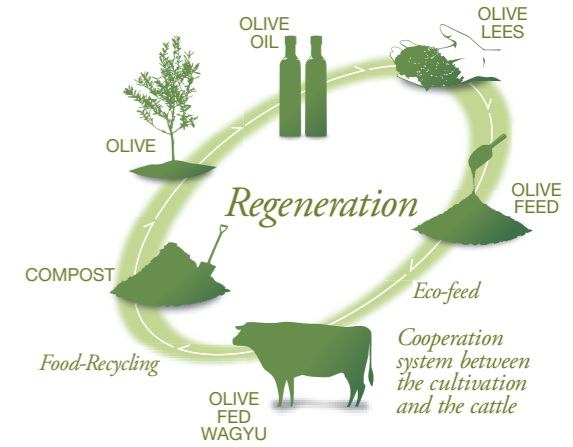 OLIVE
OIL
OLIVE
LEES
OLIVE
OLIVE
FEED
Regeneration
COMPOST
Eco-feed
Food-Recycling
Cooperation
system between
the cultivation
and the cattle
OLIVE
FED
WAGYU